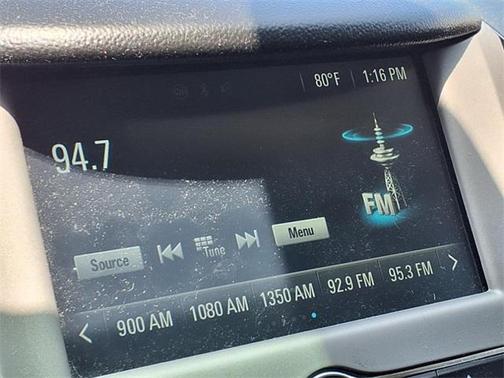 80°F 1:16 PM
94.7
FM
Source Tune Menu
900 AM 1080 AM 1350 AM 92.9 FM 95.3 FM